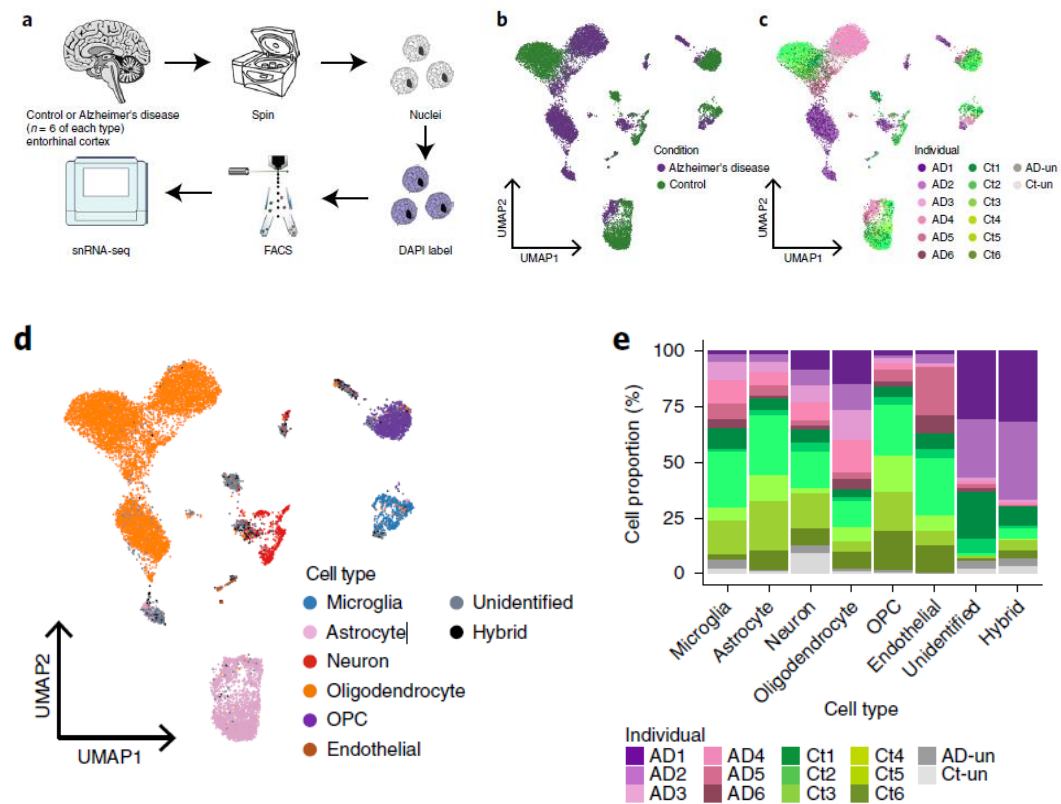 a
Control or Alzheimer's disease
(n = 6 of each type)
entorhinal cortex
Spin
Nuclei
snRNA-seq
FACS
DAPI label
b
Condition
Alzheimer's disease
Control
UMAP2
UMAP1
c
Individual
AD1 Ct1 AD-un
AD2 Ct2 Ct-un
AD3 Ct3
AD4 Ct4
AD5 Ct5
AD6 Ct6
UMAP2
UMAP1
d
Cell type
Microglia Unidentified
Astrocyte Hybrid
Neuron
Oligodendrocyte
OPC
Endothelial
UMAP2
UMAP1
e
Cell proportion (%)
100
75
50
25
0
Microglia
Astrocyte
Neuron
Oligodendrocyte
OPC
Endothelial
Unidentified
Hybrid
Cell type
Individual
AD1 AD4 Ct1 Ct4 AD-un
AD2 AD5 Ct2 Ct5 Ct-un
AD3 AD6 Ct3 Ct6